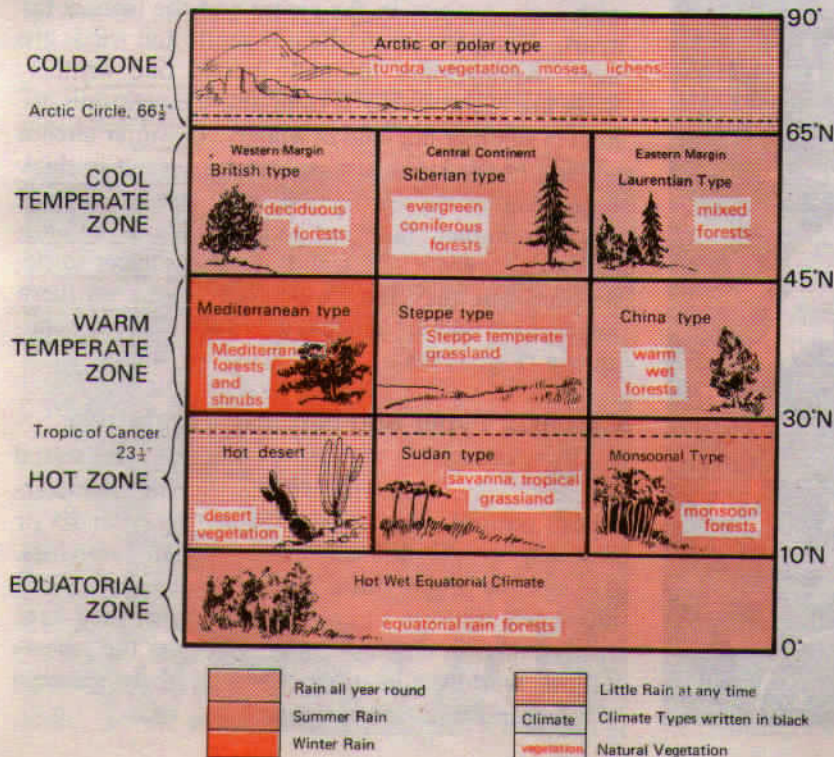 90°
COLD ZONE
Arctic or polar type
tundra vegetation, moses, lichens
Arctic Circle, 66½°
65°N
COOL
TEMPERATE
ZONE
Western Margin
British type
deciduous
forests
Central Continent
Siberian type
evergreen
coniferous
forests
Eastern Margin
Laurentian Type
mixed
forests
45°N
WARM
TEMPERATE
ZONE
Mediterranean type
Mediterran
forests
and
shrubs
Steppe type
Steppe temperate
grassland
China type
warm
wet
forests
30°N
Tropic of Cancer
23½°
HOT ZONE
Hot desert
desert
vegetation
Sudan type
savanna, tropical
grassland
Monsoonal Type
monsoon
forests
10°N
EQUATORIAL
ZONE
Hot Wet Equatorial Climate
equatorial rain forests
0°
Rain all year round
Summer Rain
Winter Rain
Little Rain at any time
Climate Climate Types written in black
vegetation Natural Vegetation